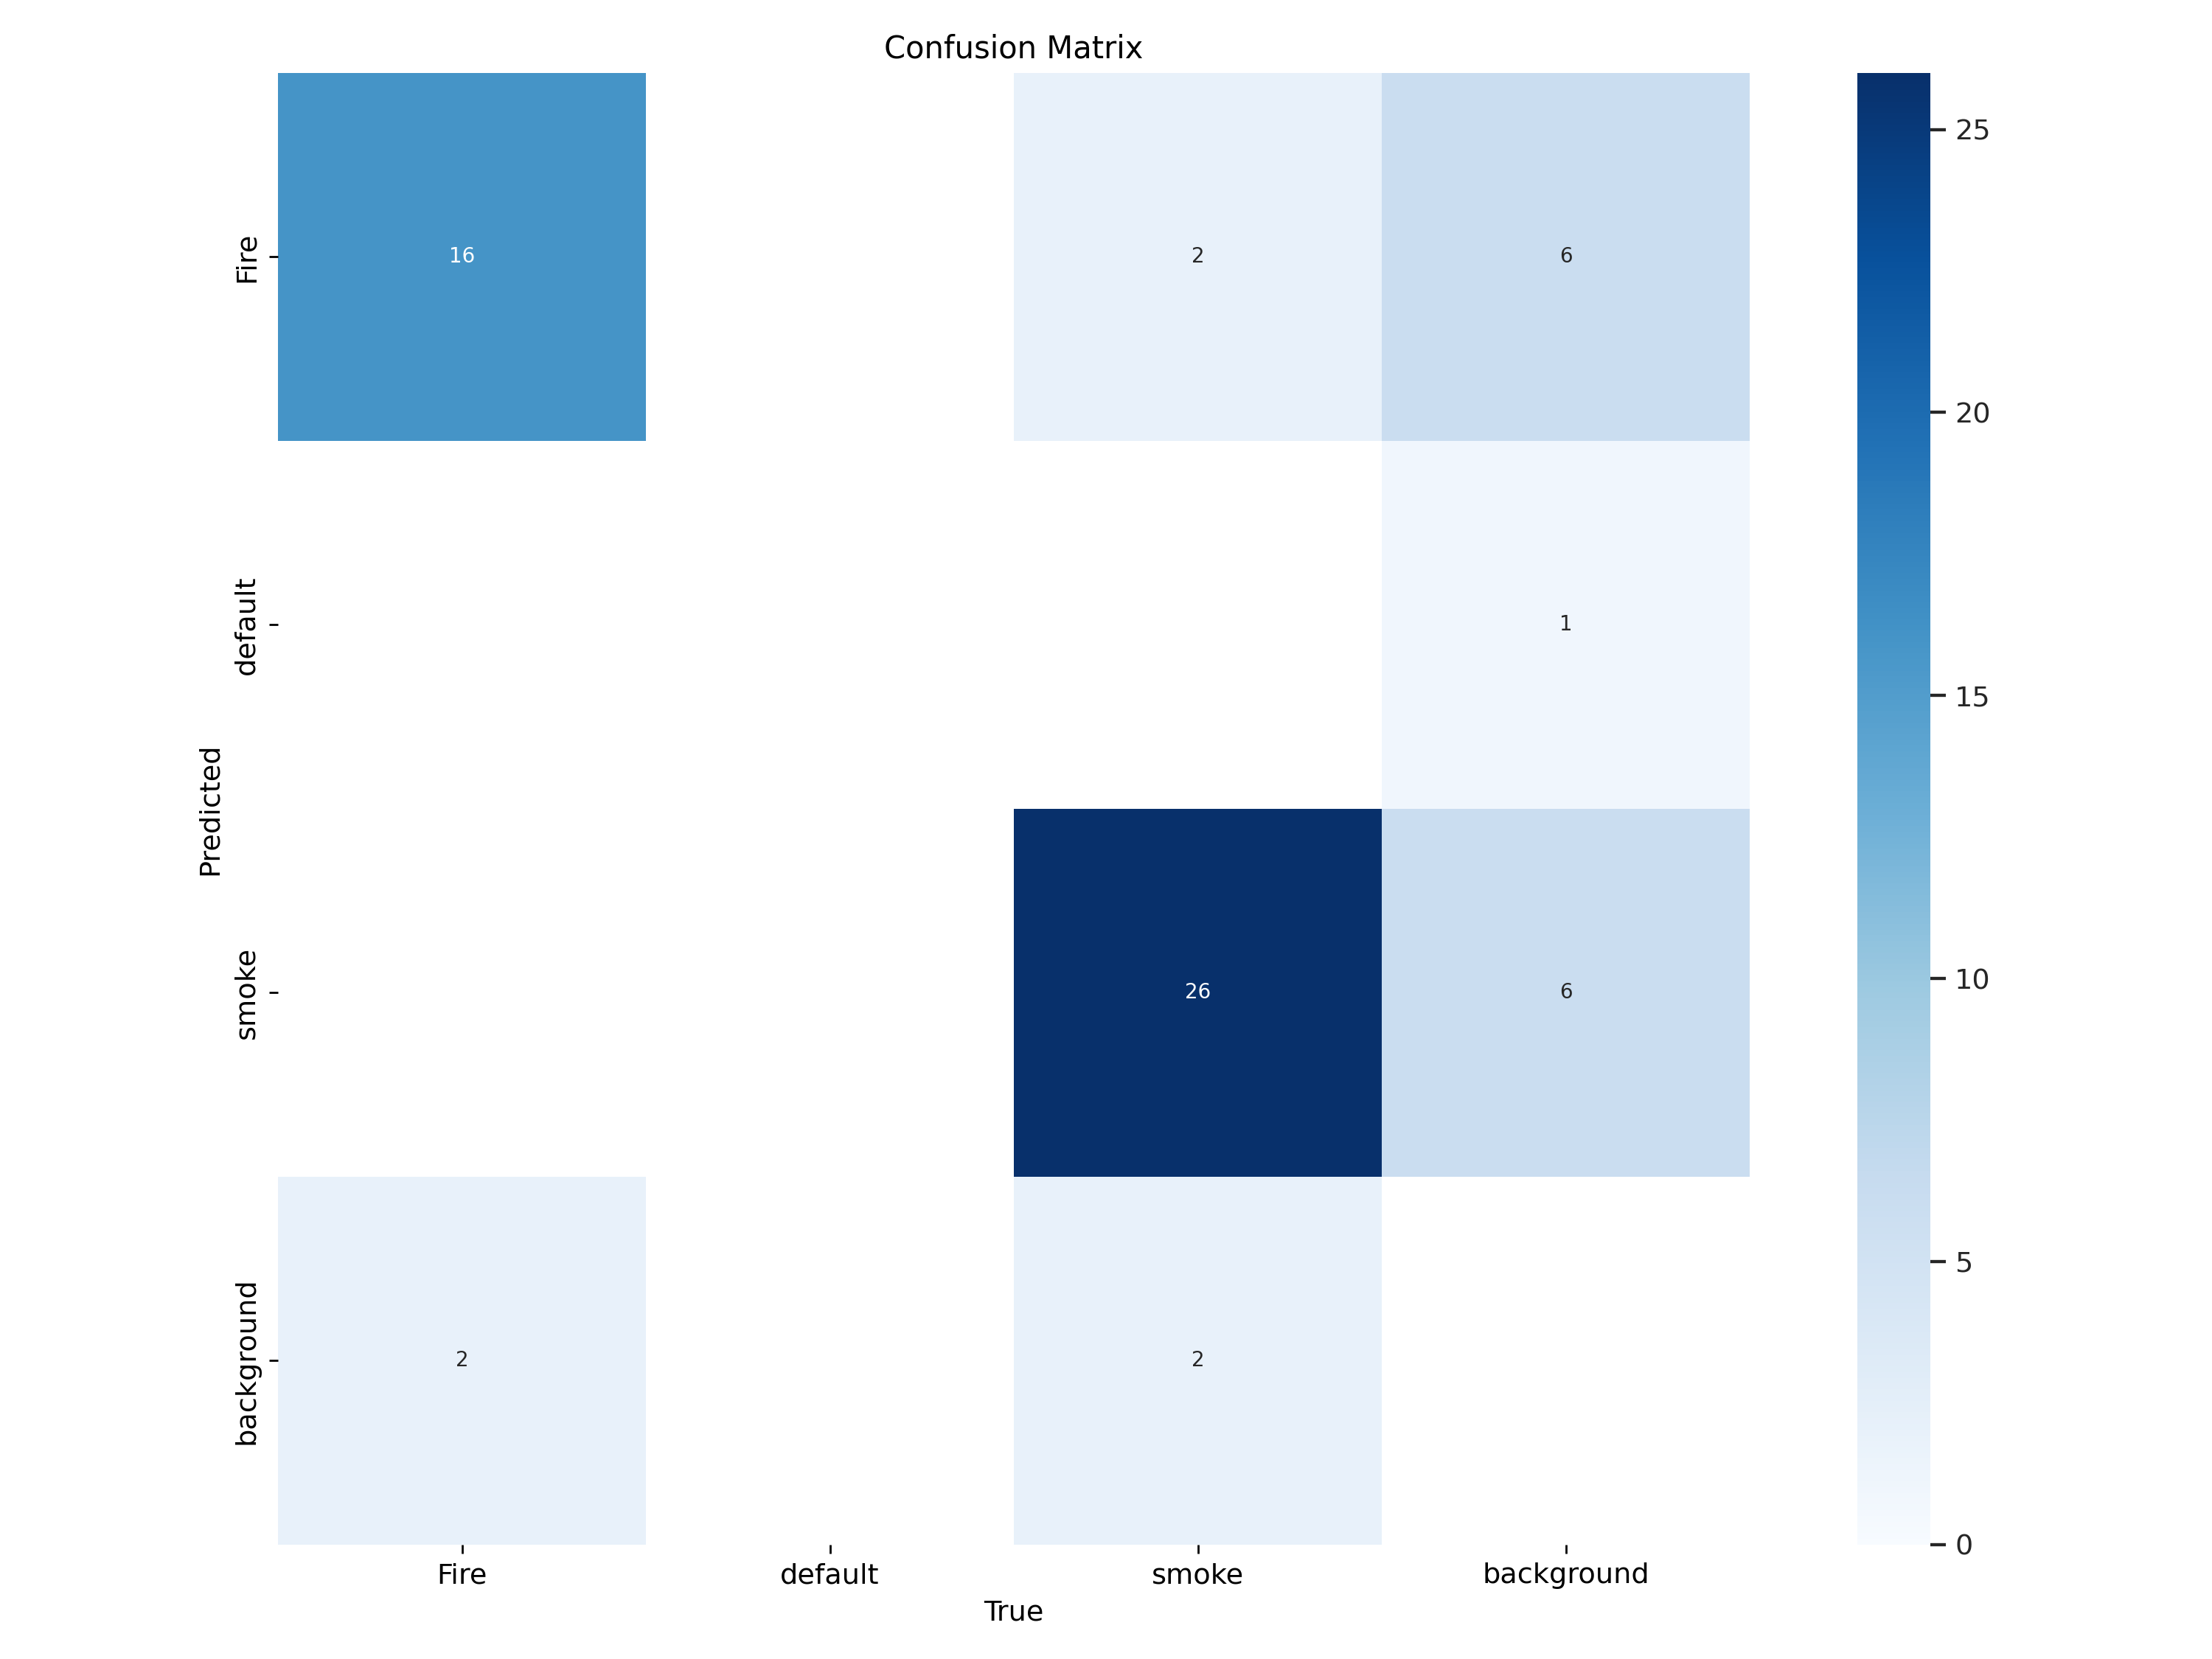 Confusion Matrix
Fire
16
2
6
default
1
smoke
26
6
background
2
2
Predicted
Fire
default
smoke
background
True
25
20
15
10
5
0